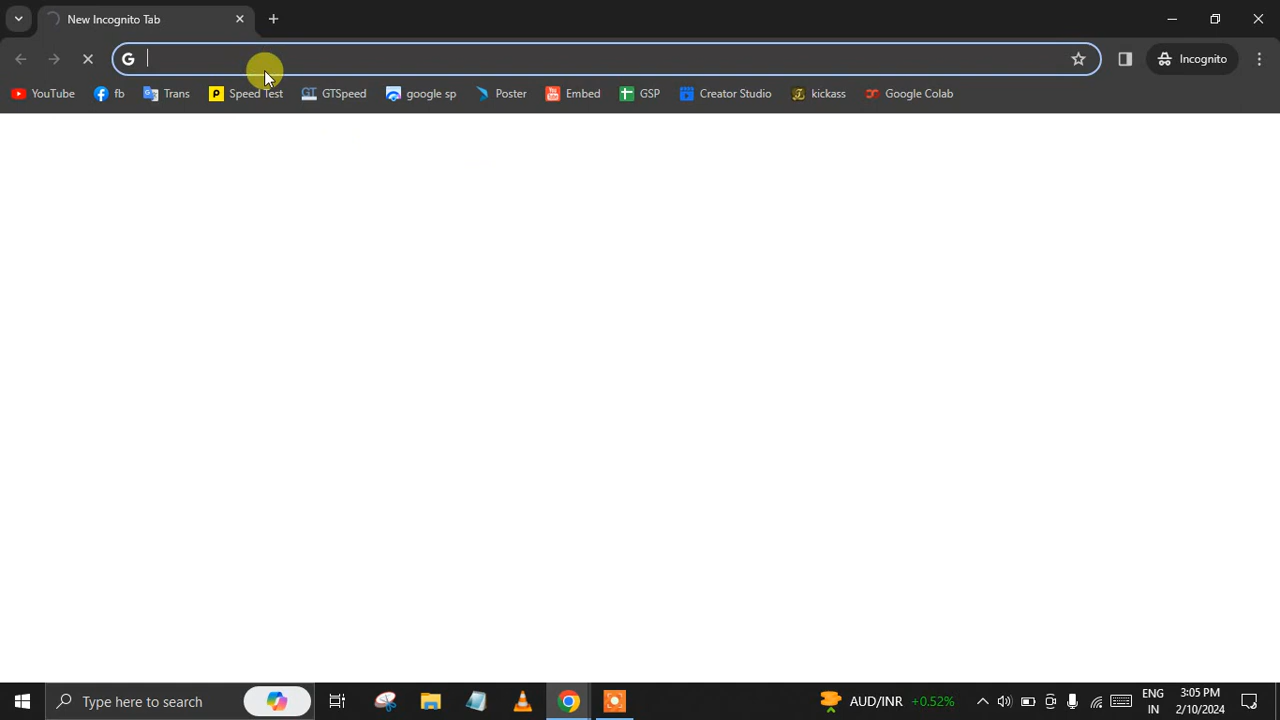 New Incognito Tab
Incognito
YouTube fb Trans Speed Test GTSpeed google sp Poster Embed GSP Creator Studio kickass Google Colab
Type here to search AUD/INR +0.52% ENG IN 3:05 PM 2/10/2024